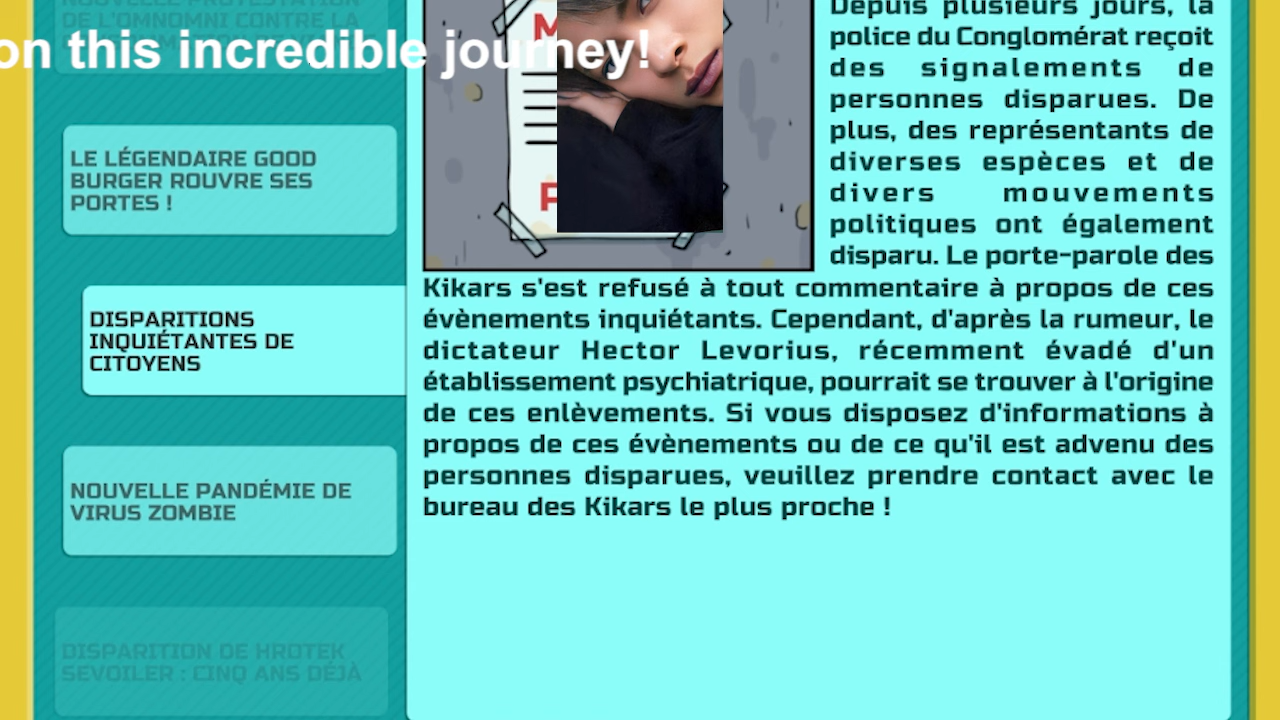 NOUVELLE PROTESTATION
DE L'OMNOMNI CONTRE LA
on this incredible journey!
LE LÉGENDAIRE GOOD
BURGER ROUVRE SES
PORTES !
DISPARITIONS
INQUIÉTANTES DE
CITOYENS
NOUVELLE PANDÉMIE DE
VIRUS ZOMBIE
DISPARITION DE HROTEK
SEVOILER : CINQ ANS DÉJÀ
M
P
Depuis plusieurs jours, la
police du Conglomérat reçoit
des signalements de
personnes disparues. De
plus, des représentants de
diverses espèces et de
divers mouvements
politiques ont également
disparu. Le porte-parole des
Kikars s'est refusé à tout commentaire à propos de ces
évènements inquiétants. Cependant, d'après la rumeur, le
dictateur Hector Levorius, récemment évadé d'un
établissement psychiatrique, pourrait se trouver à l'origine
de ces enlèvements. Si vous disposez d'informations à
propos de ces évènements ou de ce qu'il est advenu des
personnes disparues, veuillez prendre contact avec le
bureau des Kikars le plus proche !